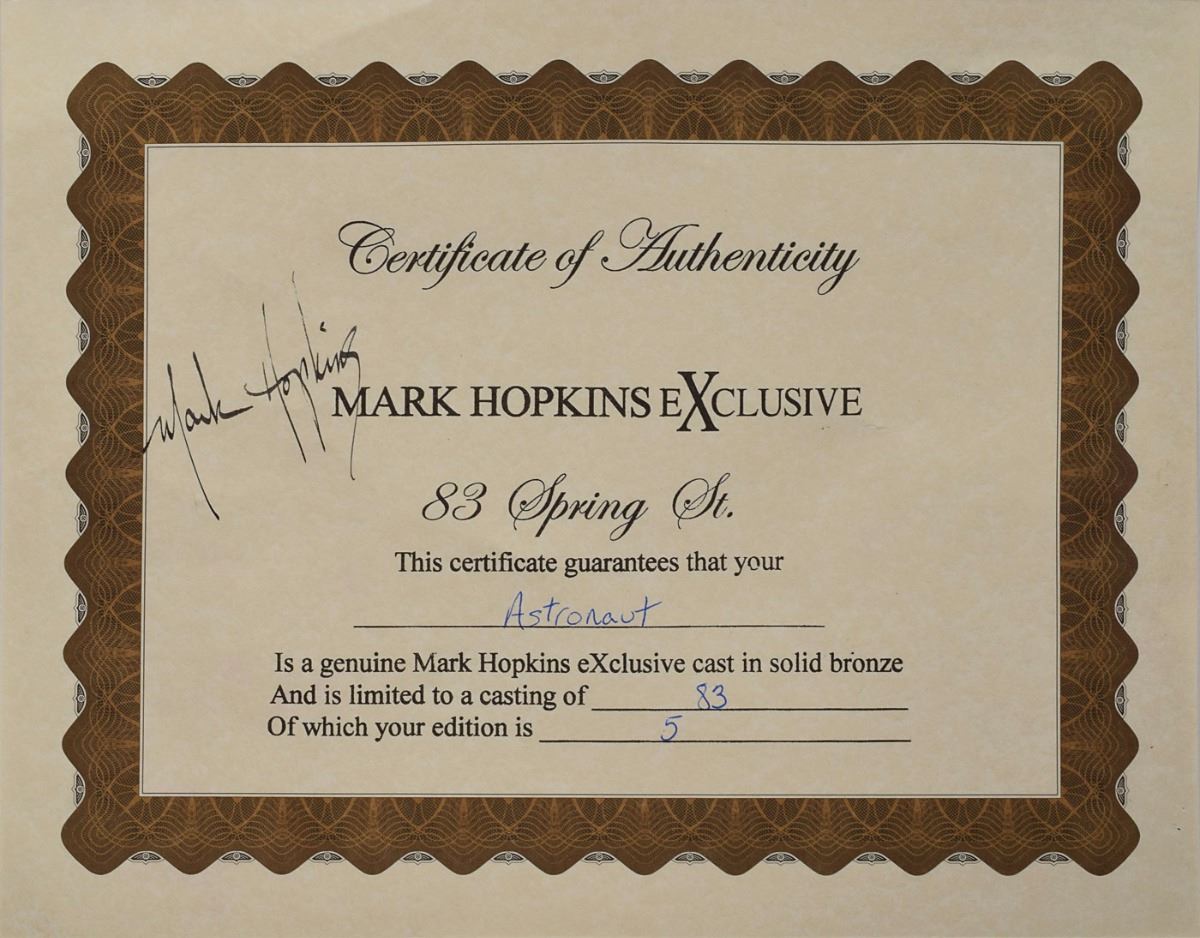 Certificate of Authenticity
Mark Hopkins
MARK HOPKINS EXCLUSIVE
83 Spring St.
This certificate guarantees that your
Astronaut
Is a genuine Mark Hopkins eXclusive cast in solid bronze
And is limited to a casting of 83
Of which your edition is 5